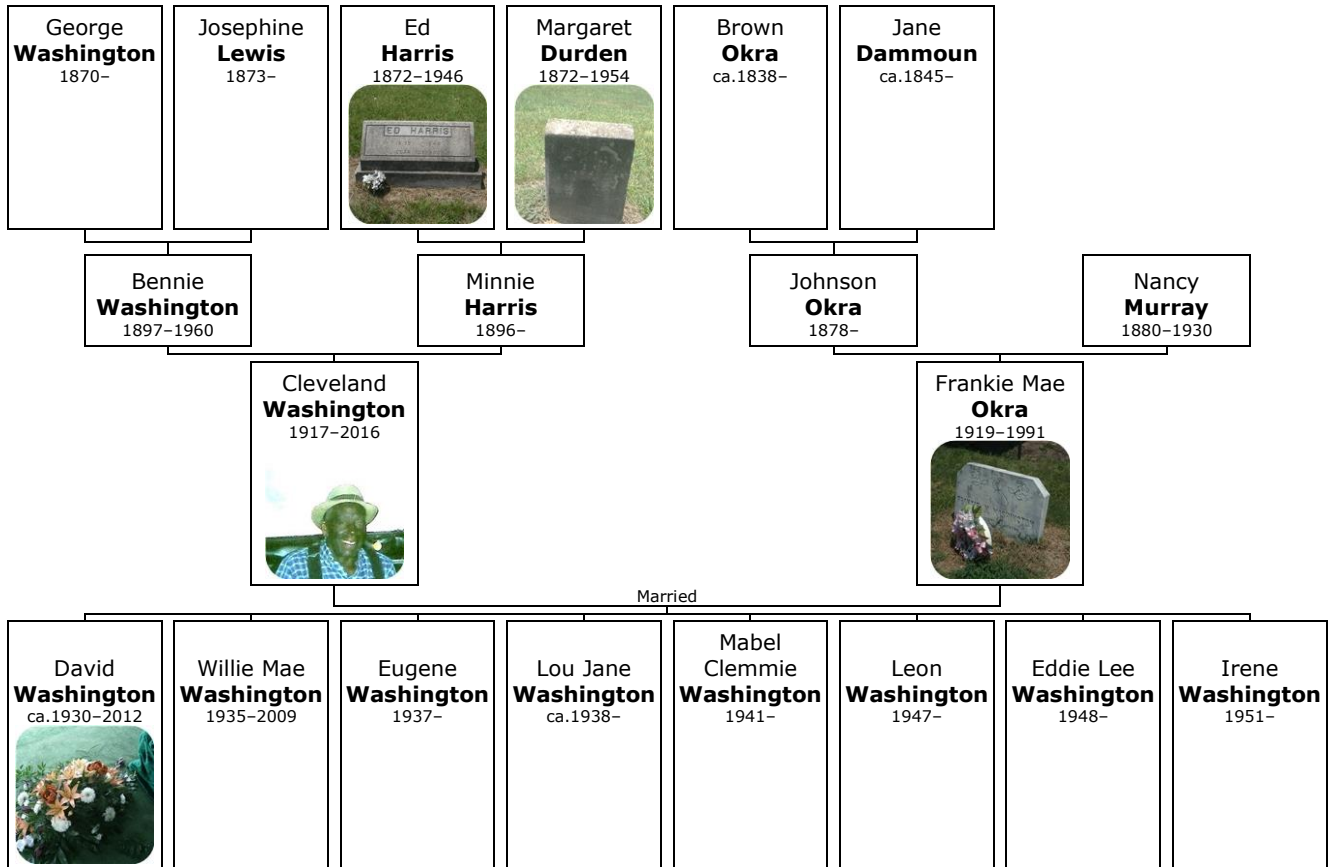 George
Washington
1870–
Josephine
Lewis
1873–
Ed
Harris
1872–1946
ED HARRIS
Margaret
Durden
1872–1954
Brown
Okra
ca.1838–
Jane
Dammoun
ca.1845–
Bennie
Washington
1897–1960
Minnie
Harris
1896–
Johnson
Okra
1878–
Nancy
Murray
1880–1930
Cleveland
Washington
1917–2016
Frankie Mae
Okra
1919–1991
Married
David
Washington
ca.1930–2012
Willie Mae
Washington
1935–2009
Eugene
Washington
1937–
Lou Jane
Washington
ca.1938–
Mabel
Clemmie
Washington
1941–
Leon
Washington
1947–
Eddie Lee
Washington
1948–
Irene
Washington
1951–